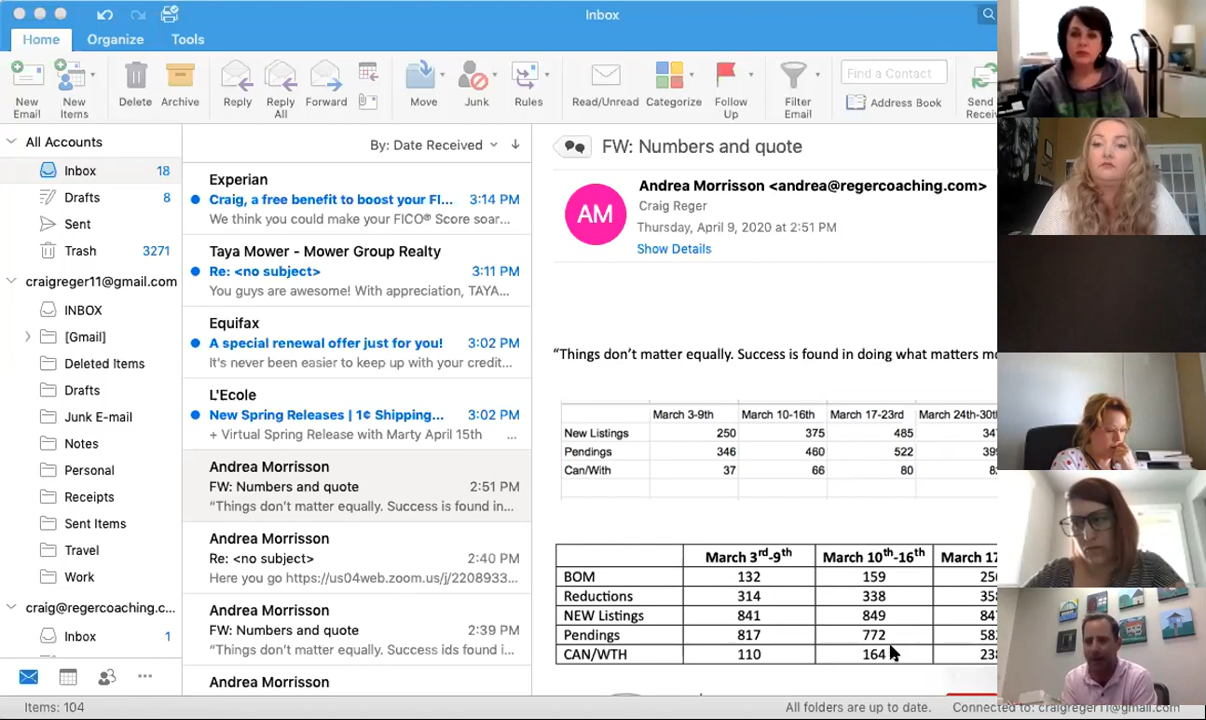 Inbox
Home Organize Tools
New Email
New Items
Delete
Archive
Reply
Reply All
Forward
Move
Junk
Rules
Read/Unread
Categorize
Follow Up
Filter Email
Find a Contact
Address Book
Send
All Accounts
Inbox 18
Drafts 8
Sent
Trash 3271
craigreger11@gmail.com
INBOX
[Gmail]
Deleted Items
Drafts
Junk E-mail
Notes
Personal
Receipts
Sent Items
Travel
Work
craig@regercoaching.c...
Inbox 1
By: Date Received
Experian
Craig, a free benefit to boost your FI... 3:14 PM
We think you could make your FICO® Score soar...
Taya Mower - Mower Group Realty
Re: <no subject> 3:11 PM
You guys are awesome! With appreciation, TAYA...
Equifax
A special renewal offer just for you! 3:02 PM
It's never been easier to keep up with your credit...
L'Ecole
New Spring Releases | 1¢ Shipping... 3:02 PM
+ Virtual Spring Release with Marty April 15th ...
Andrea Morrisson
FW: Numbers and quote 2:51 PM
"Things don't matter equally. Success is found in...
Andrea Morrisson
Re: <no subject> 2:40 PM
Here you go https://us04web.zoom.us/j/2208933...
Andrea Morrisson
FW: Numbers and quote 2:39 PM
"Things don't matter equally. Success ids found i...
Andrea Morrisson
FW: Numbers and quote
AM
Andrea Morrisson <andrea@regercoaching.com>
Craig Reger
Thursday, April 9, 2020 at 2:51 PM
Show Details
"Things don't matter equally. Success is found in doing what matters
March 3-9th March 10-16th March 17-23rd March 24th-30th
New Listings 250 375 485
Pendings 346 460 522
Can/With 37 66 80
March 3rd-9th March 10th-16th March 17
BOM 132 159
Reductions 314 338
NEW Listings 841 849
Pendings 817 772
CAN/WTH 110 164
Items: 104
All folders are up to date. Connected to: craigreger11@gmail.com